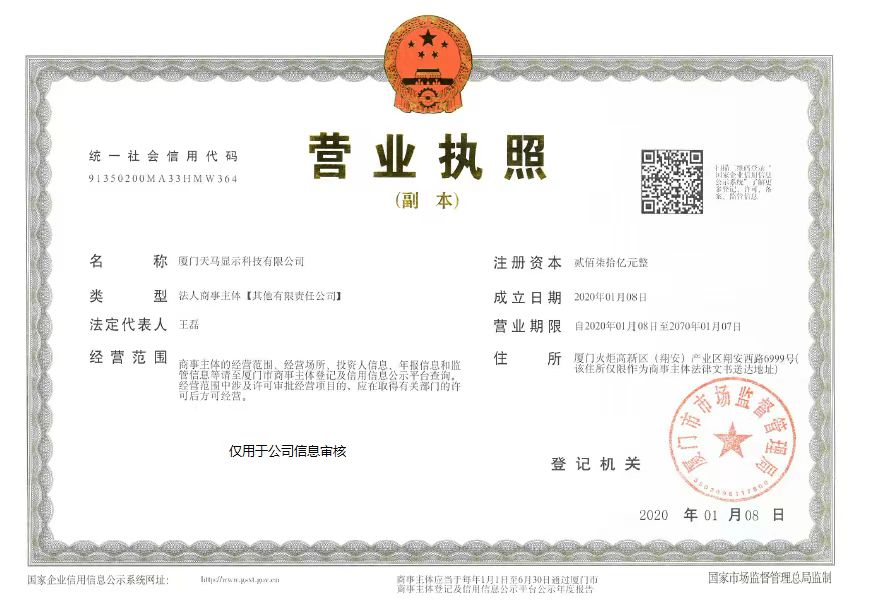 统一社会信用代码
91350200MA33HMW364
营业执照
(副 本)
国家企业信用信息
公示系统”了解更
多登记、许可、备
案、监管信息
名 称 厦门天马显示科技有限公司
类 型 法人商事主体【其他有限责任公司】
法定代表人 王磊
经营范围 商事主体的经营范围、经营场所、投资人信息、年报信息和监
管信息等请至厦门市商事主体登记及信用信息公示平台查询。
经营范围中涉及许可审批经营项目的，应在取得有关部门的许
可后方可经营。
注册资本 贰佰柒拾亿元整
成立日期 2020年01月08日
营业期限 自2020年01月08日至2070年01月07日
住 所 厦门火炬高新区（翔安）产业区翔安西路6999号(
该住所仅限作为商事主体法律文书送达地址)
仅用于公司信息审核
登记机关
厦门市市场监督管理局
2020 年 01 月 08 日
国家企业信用信息公示系统网址： http://www.gsxt.gov.cn
商事主体应当于每年1月1日至6月30日通过厦门市
商事主体登记及信用信息公示平台公示年度报告
国家市场监督管理总局监制